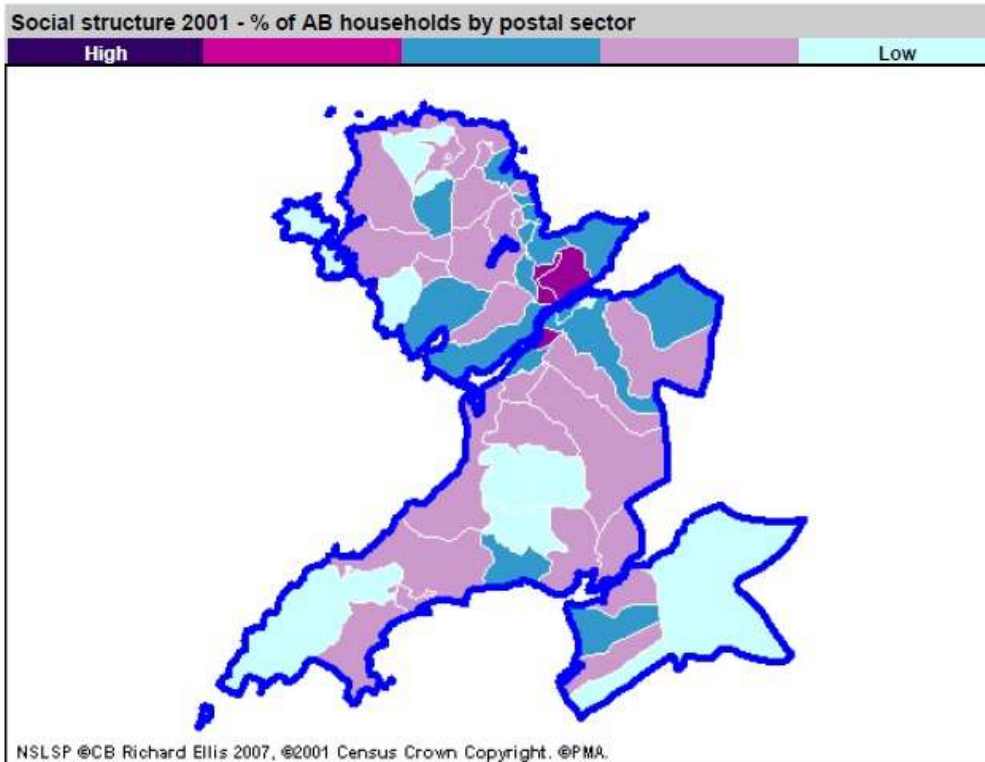 Social structure 2001 - % of AB households by postal sector
High Low
NSLSP ©CB Richard Ellis 2007, ©2001 Census Crown Copyright. ©PMA.